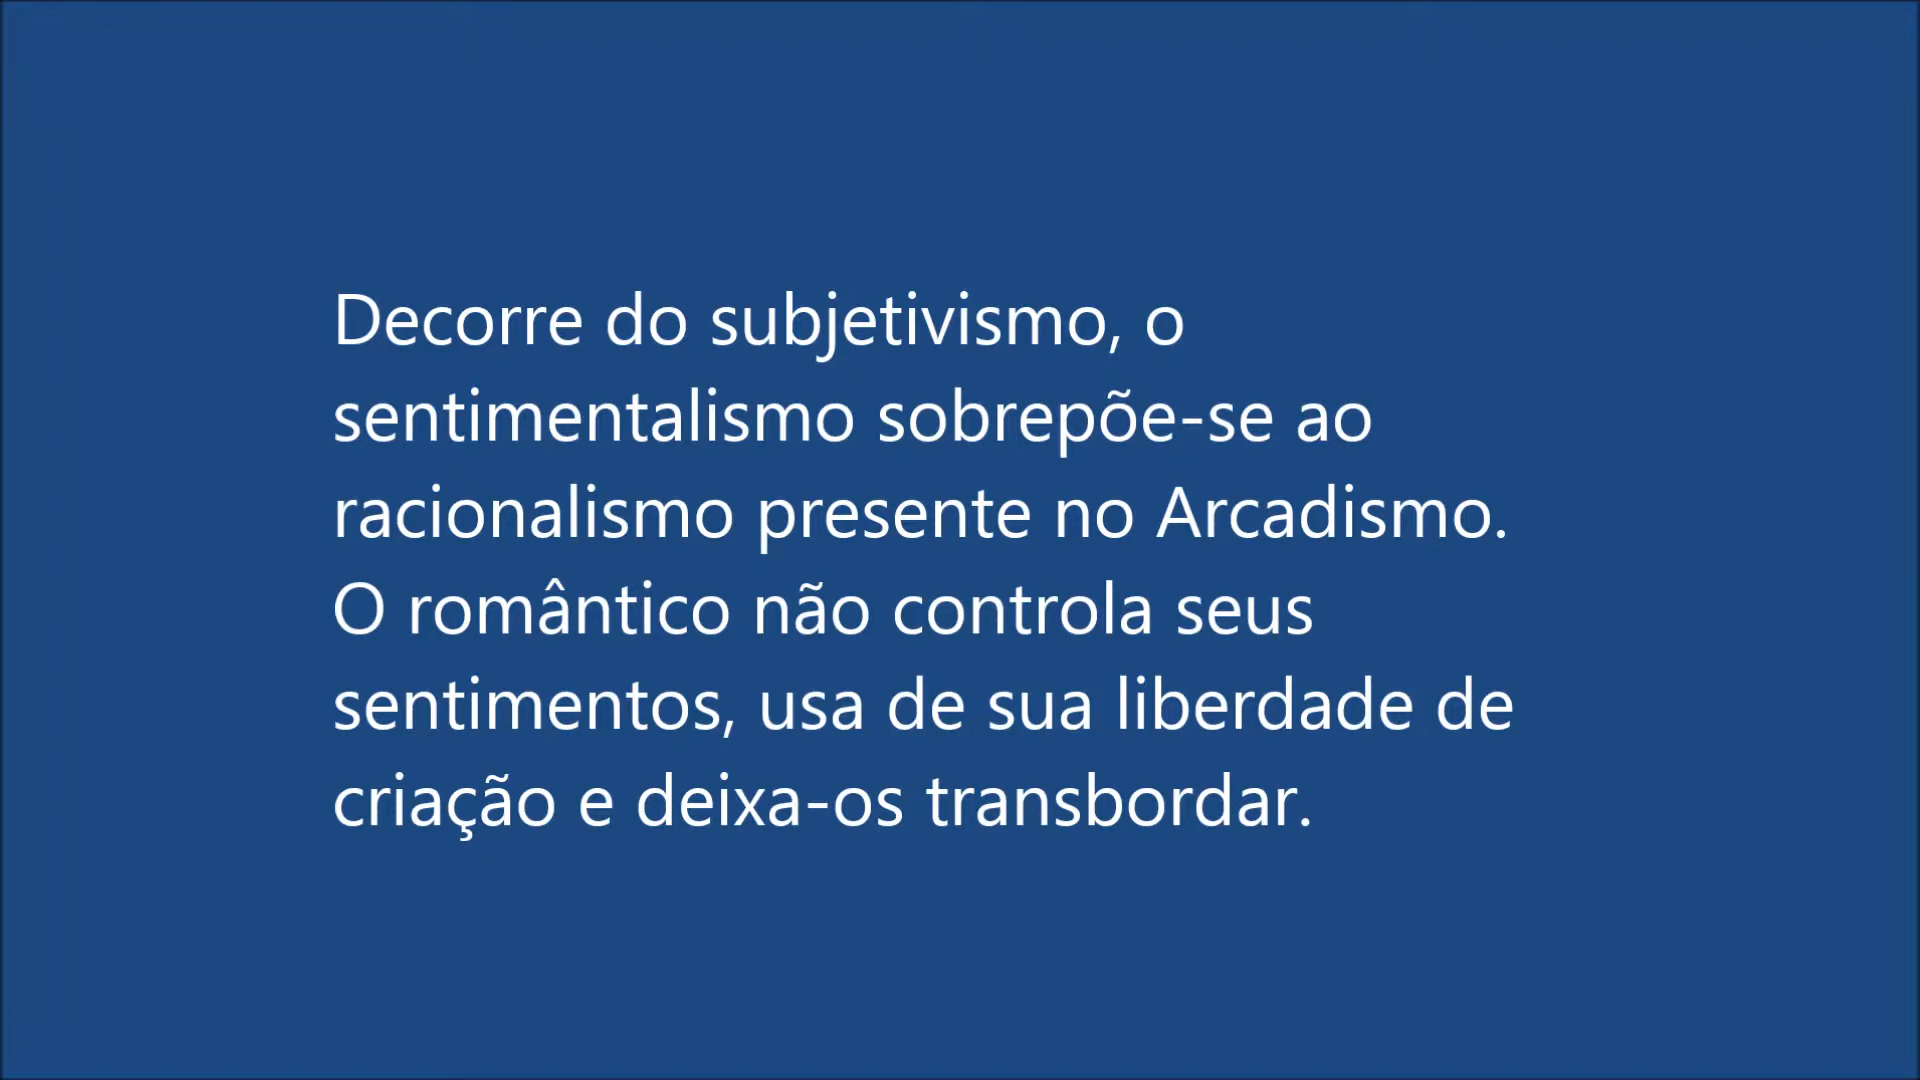 Decorre do subjetivismo, o
sentimentalismo sobrepõe-se ao
racionalismo presente no Arcadismo.
O romântico não controla seus
sentimentos, usa de sua liberdade de
criação e deixa-os transbordar.